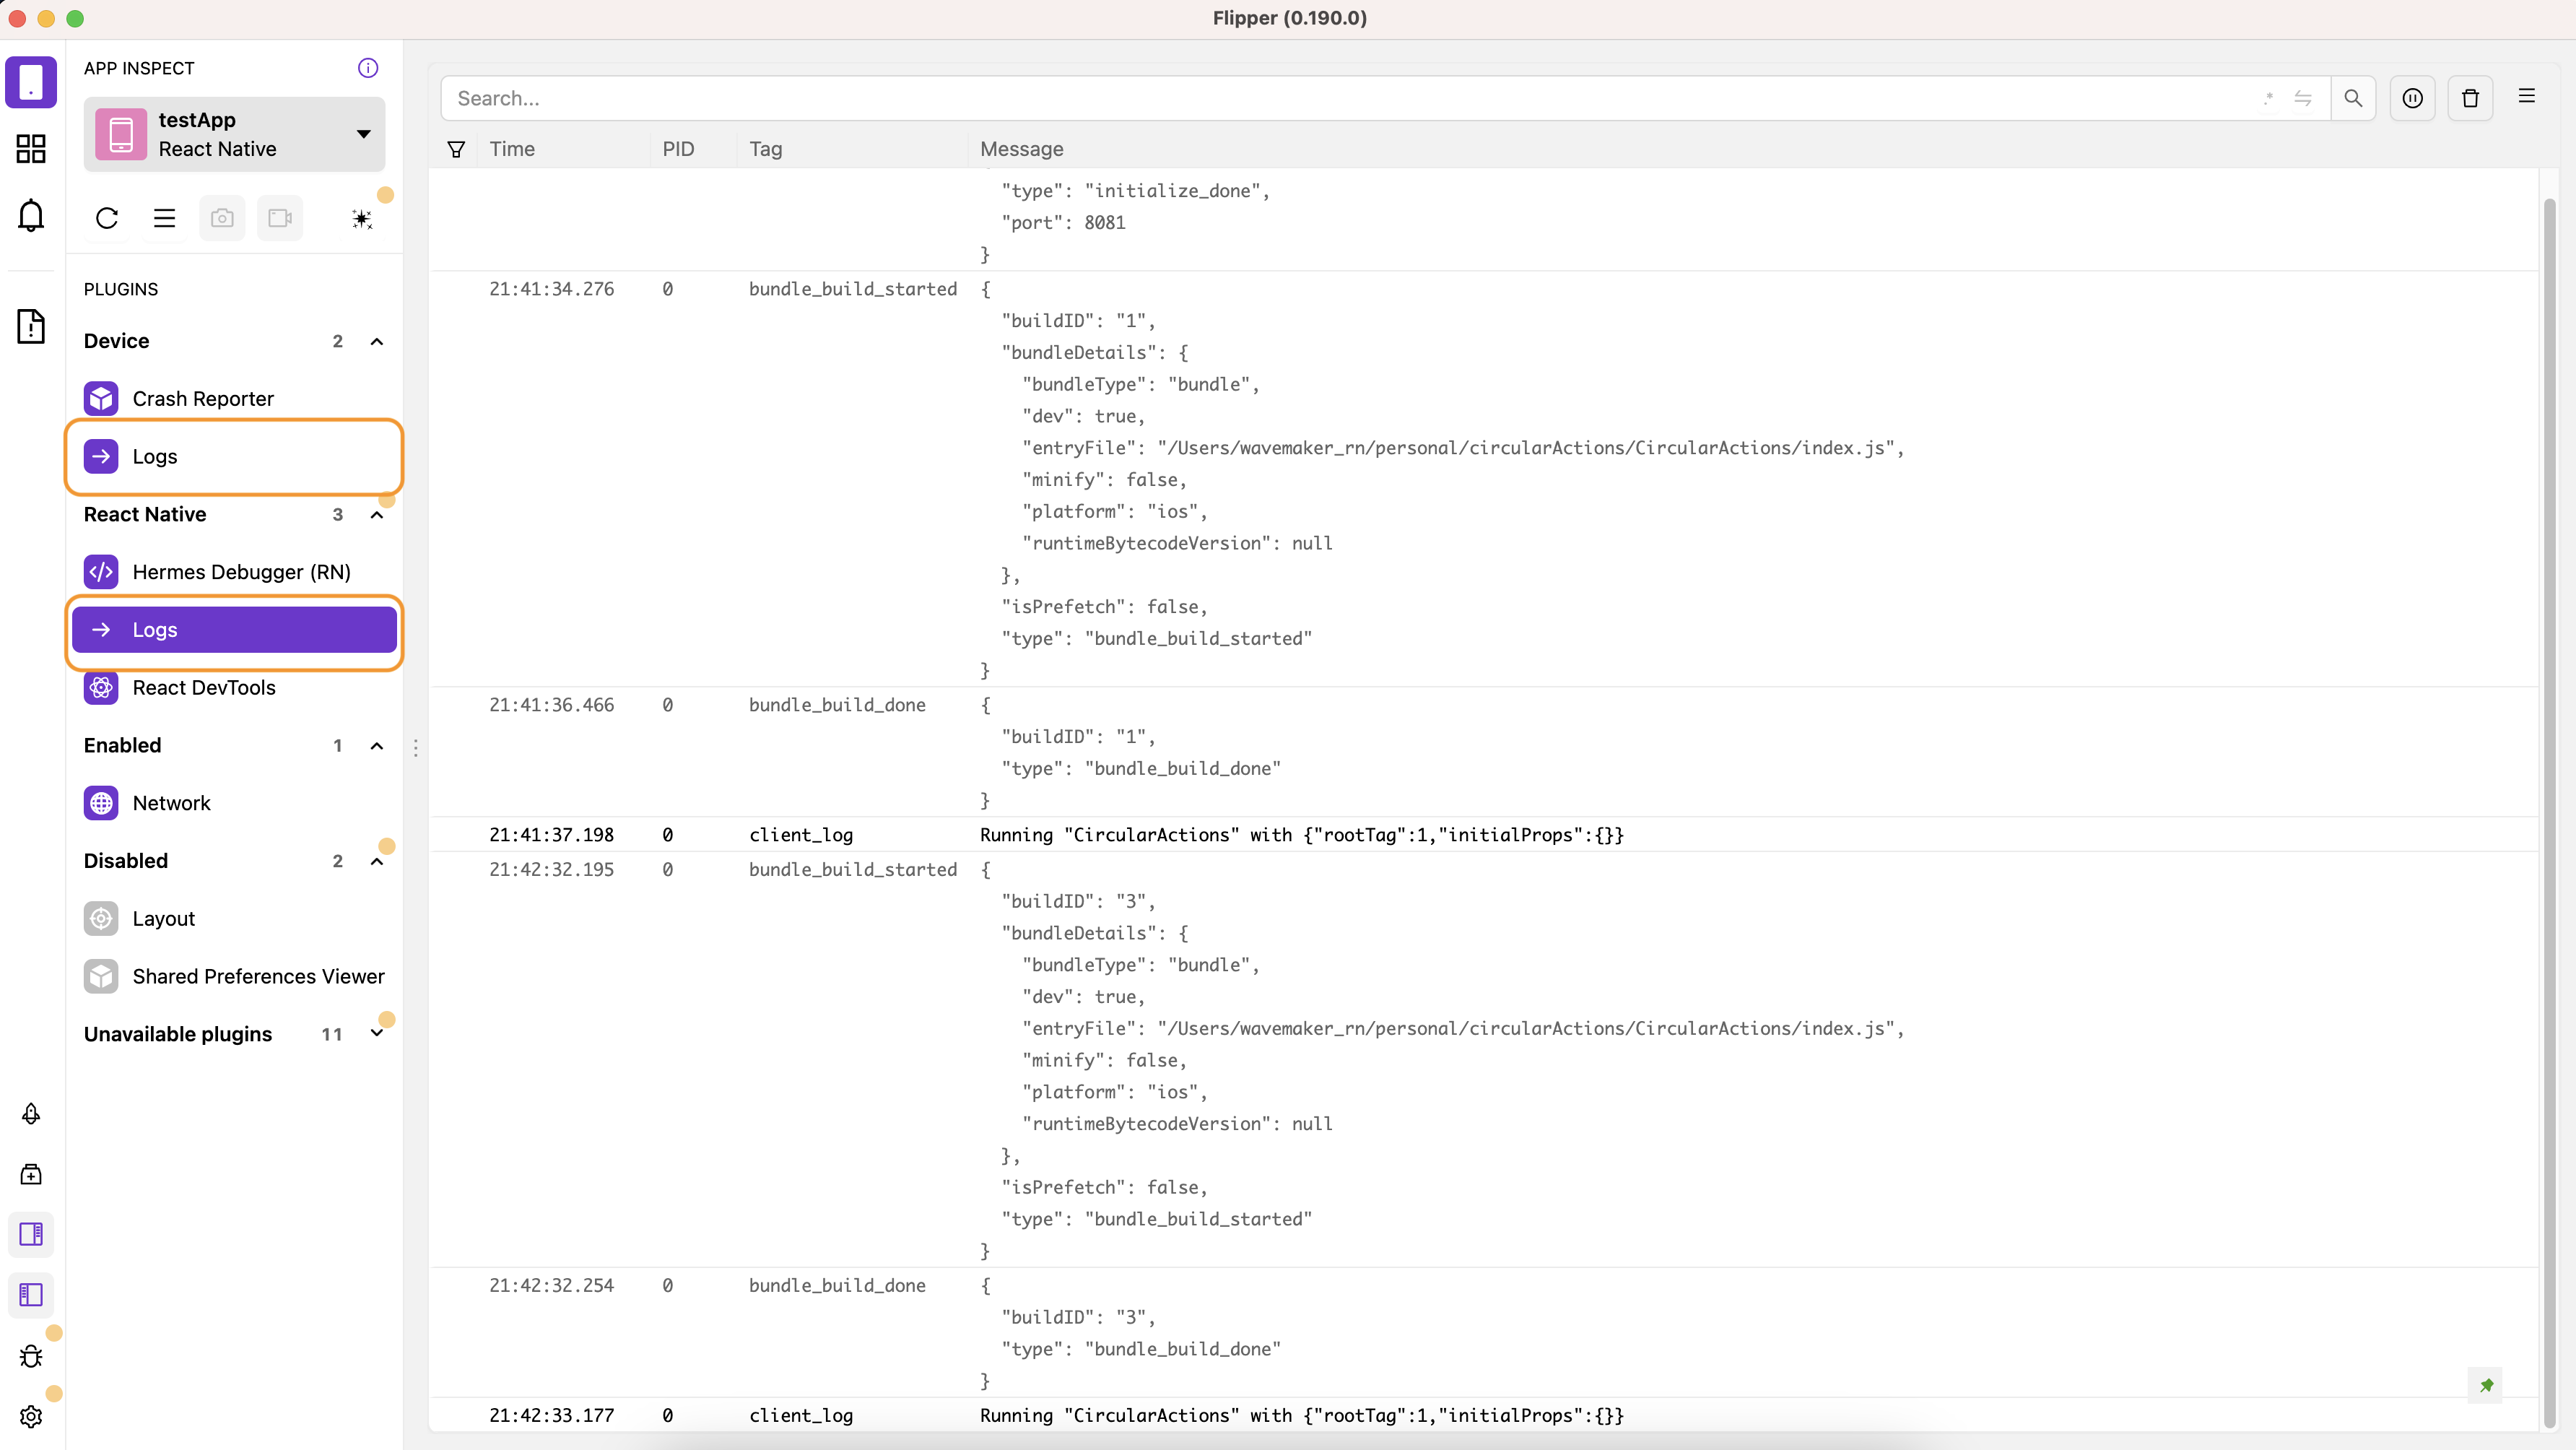 Flipper (0.190.0)
APP INSPECT
testApp
React Native
PLUGINS
Device 2
Crash Reporter
Logs
React Native 3
Hermes Debugger (RN)
Logs
React DevTools
Enabled 1
Network
Disabled 2
Layout
Shared Preferences Viewer
Unavailable plugins 11
Search...
.*
Time PID Tag Message
"type": "initialize_done",
"port": 8081
}
21:41:34.276 0 bundle_build_started {
"buildID": "1",
"bundleDetails": {
"bundleType": "bundle",
"dev": true,
"entryFile": "/Users/wavemaker_rn/personal/circularActions/CircularActions/index.js",
"minify": false,
"platform": "ios",
"runtimeBytecodeVersion": null
},
"isPrefetch": false,
"type": "bundle_build_started"
}
21:41:36.466 0 bundle_build_done {
"buildID": "1",
"type": "bundle_build_done"
}
21:41:37.198 0 client_log Running "CircularActions" with {"rootTag":1,"initialProps":{}}
21:42:32.195 0 bundle_build_started {
"buildID": "3",
"bundleDetails": {
"bundleType": "bundle",
"dev": true,
"entryFile": "/Users/wavemaker_rn/personal/circularActions/CircularActions/index.js",
"minify": false,
"platform": "ios",
"runtimeBytecodeVersion": null
},
"isPrefetch": false,
"type": "bundle_build_started"
}
21:42:32.254 0 bundle_build_done {
"buildID": "3",
"type": "bundle_build_done"
}
21:42:33.177 0 client_log Running "CircularActions" with {"rootTag":1,"initialProps":{}}